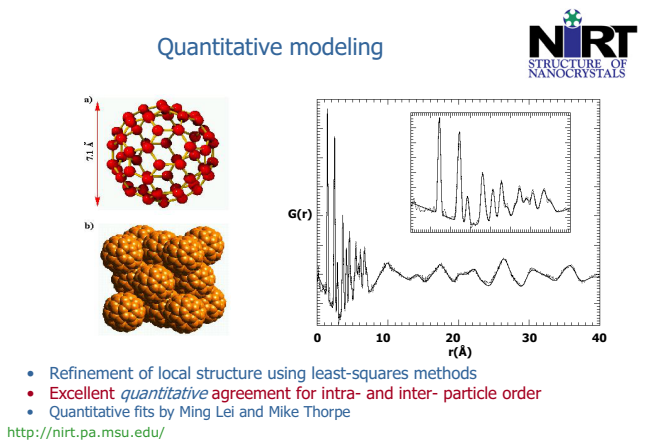 Quantitative modeling
NIRT
STRUCTURE OF
NANOCRYSTALS
a)
7.1 Å
b)
G(r)
0 10 20 30 40
r(Å)
• Refinement of local structure using least-squares methods
• Excellent quantitative agreement for intra- and inter- particle order
• Quantitative fits by Ming Lei and Mike Thorpe
http://nirt.pa.msu.edu/